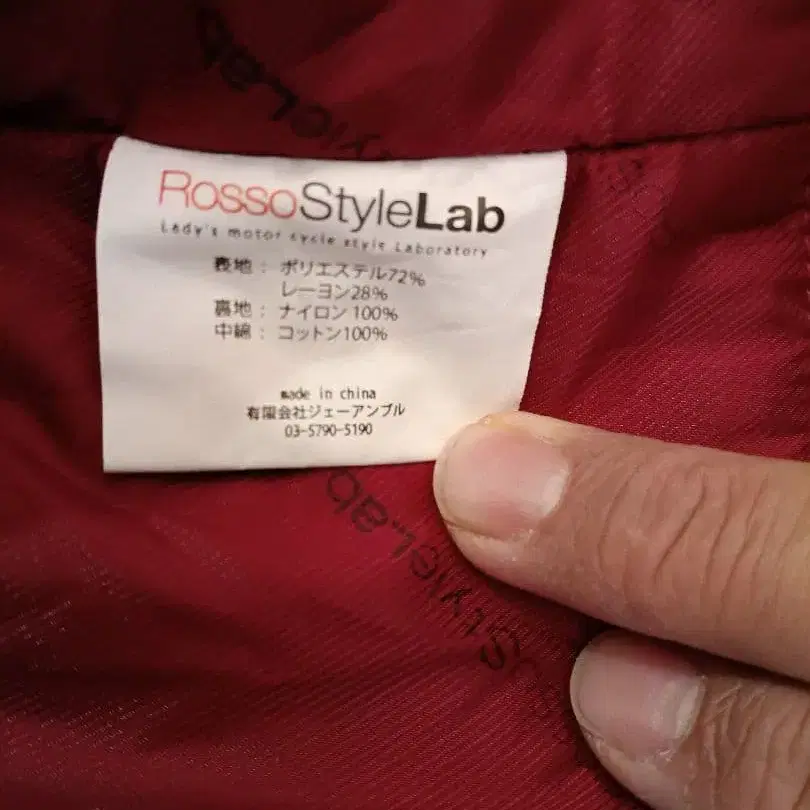 StyleLab
RossoStyleLab
Lady's motor cycle style Laboratory
表地 : ポリエステル72%
レーヨン28%
裏地 : ナイロン100%
中綿 : コットン100%
made in china
有限会社ジェーアンブル
03-5790-5190
StyleLab